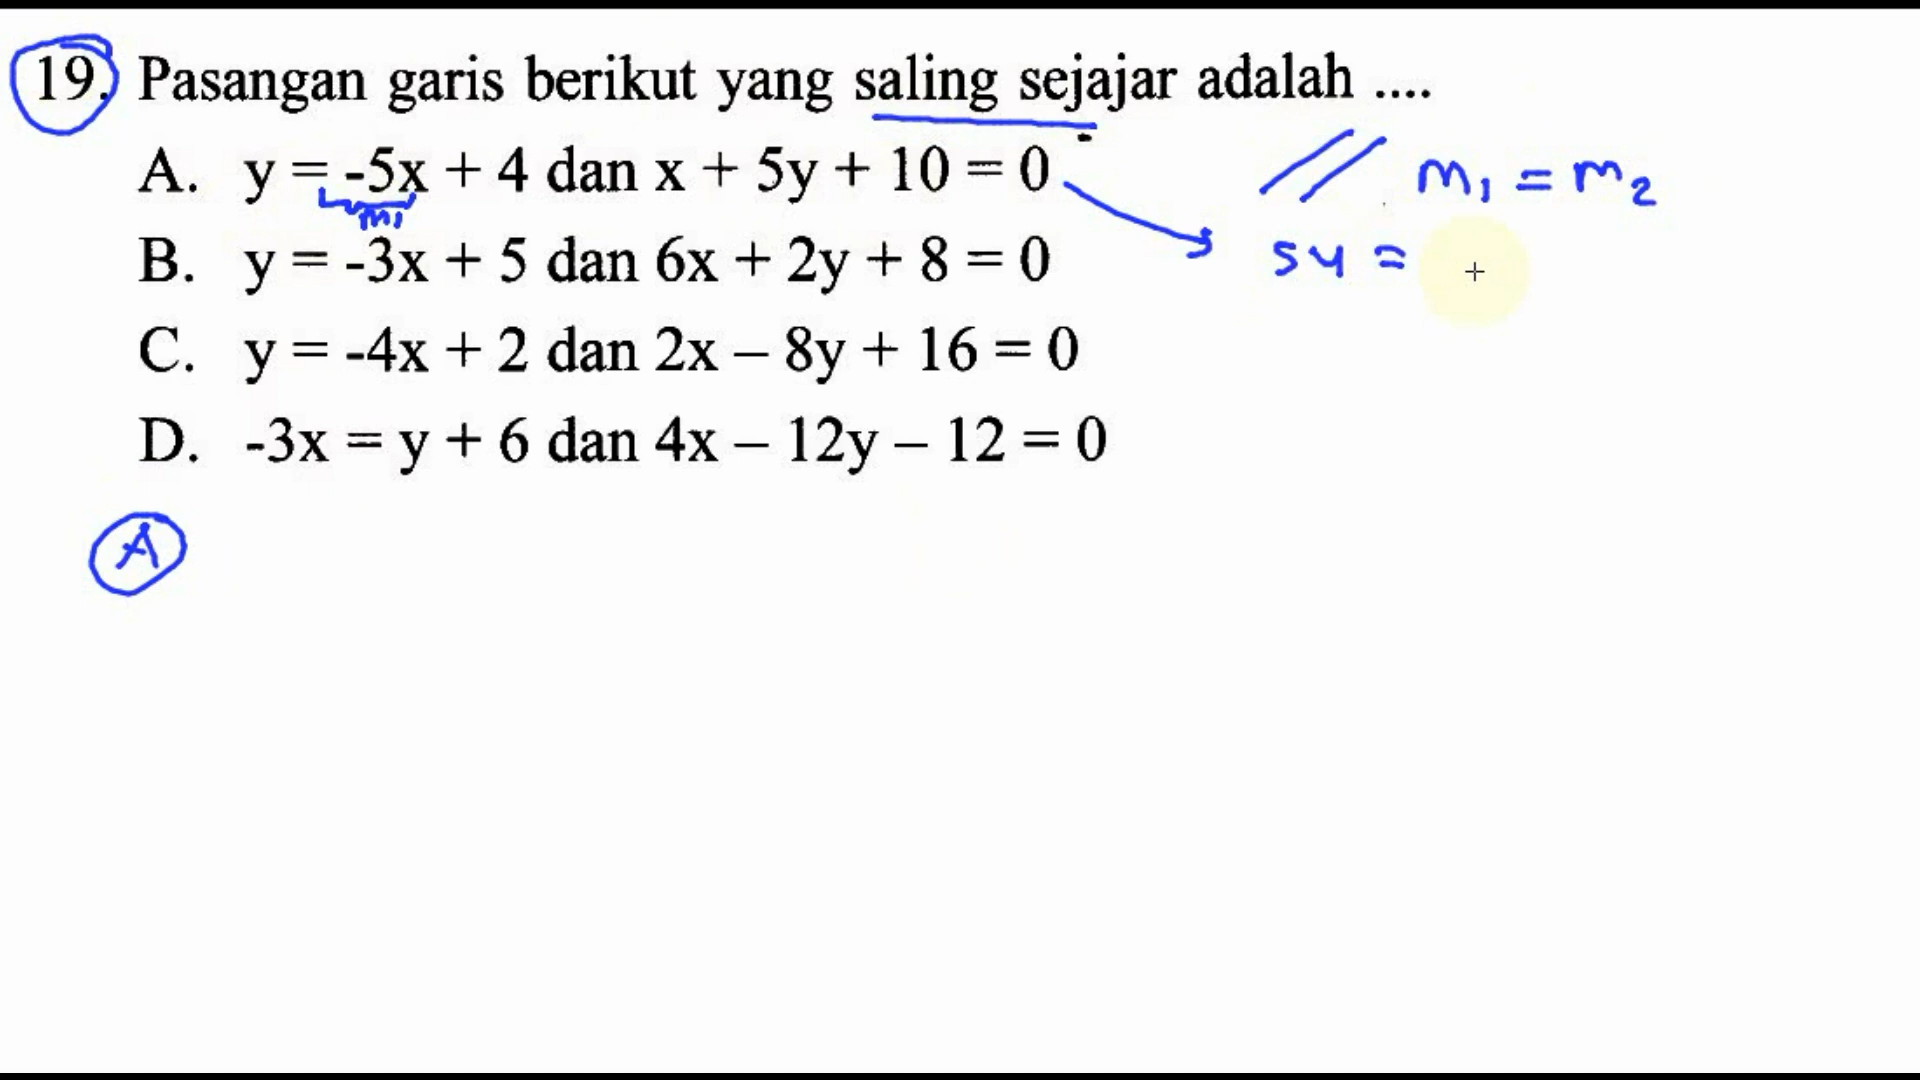 19. Pasangan garis berikut yang saling sejajar adalah ....
A. y = -5x + 4 dan x + 5y + 10 = 0
m₁
m₁ = m₂
B. y = -3x + 5 dan 6x + 2y + 8 = 0
5y =
C. y = -4x + 2 dan 2x – 8y + 16 = 0
D. -3x = y + 6 dan 4x – 12y – 12 = 0
A